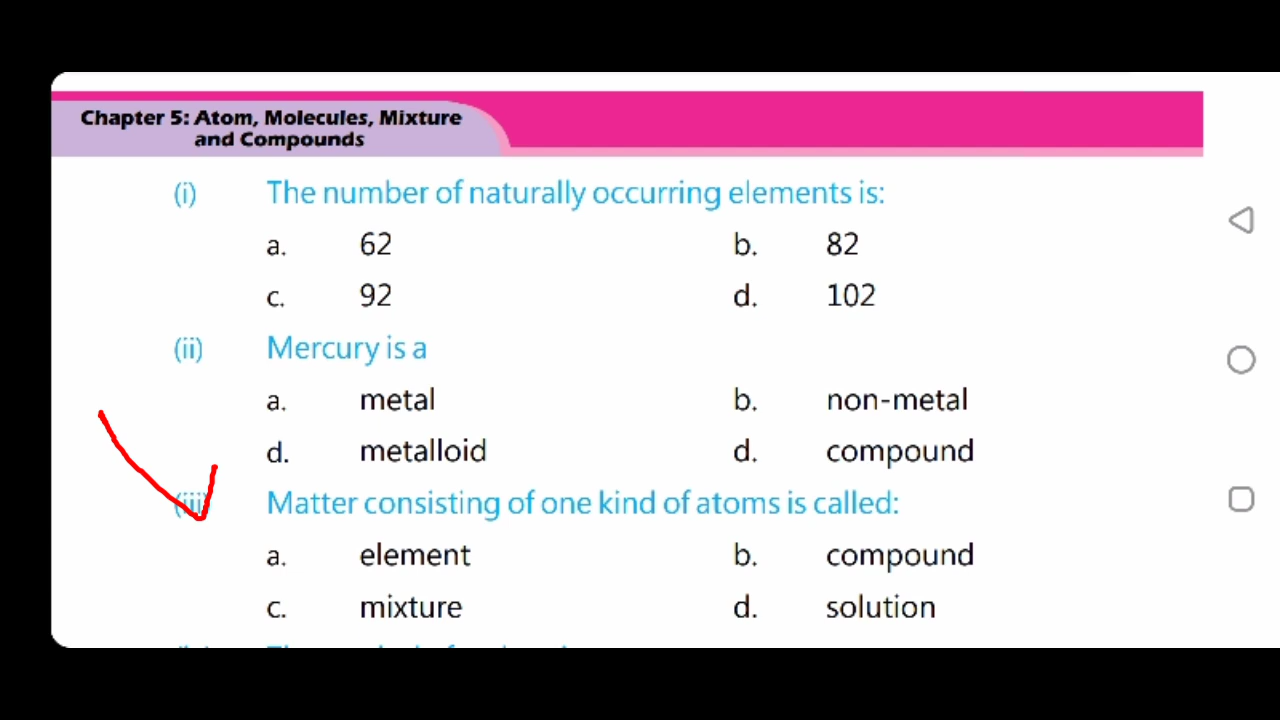 Chapter 5: Atom, Molecules, Mixture
and Compounds
(i) The number of naturally occurring elements is:
a. 62 b. 82
c. 92 d. 102
(ii) Mercury is a
a. metal b. non-metal
d. metalloid d. compound
(iii) Matter consisting of one kind of atoms is called:
a. element b. compound
c. mixture d. solution